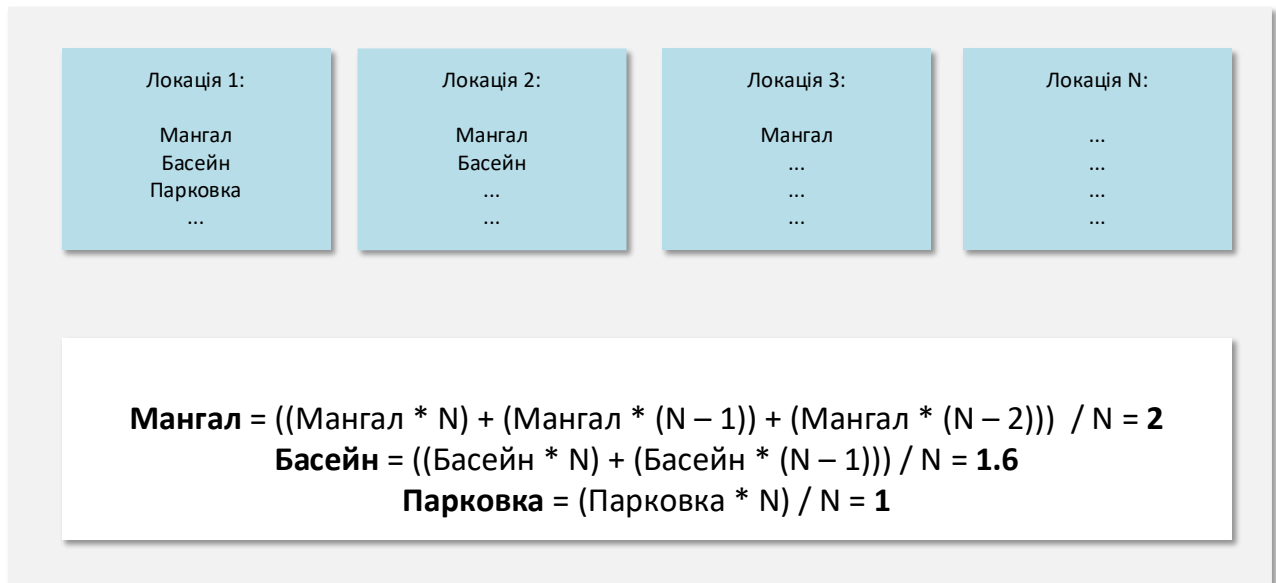 Локація 1:
Мангал
Басейн
Парковка
...
Локація 2:
Мангал
Басейн
...
...
Локація 3:
Мангал
...
...
...
Локація N:
...
...
...
...
Мангал = ((Мангал * N) + (Мангал * (N – 1)) + (Мангал * (N – 2))) / N = 2
Басейн = ((Басейн * N) + (Басейн * (N – 1))) / N = 1.6
Парковка = (Парковка * N) / N = 1